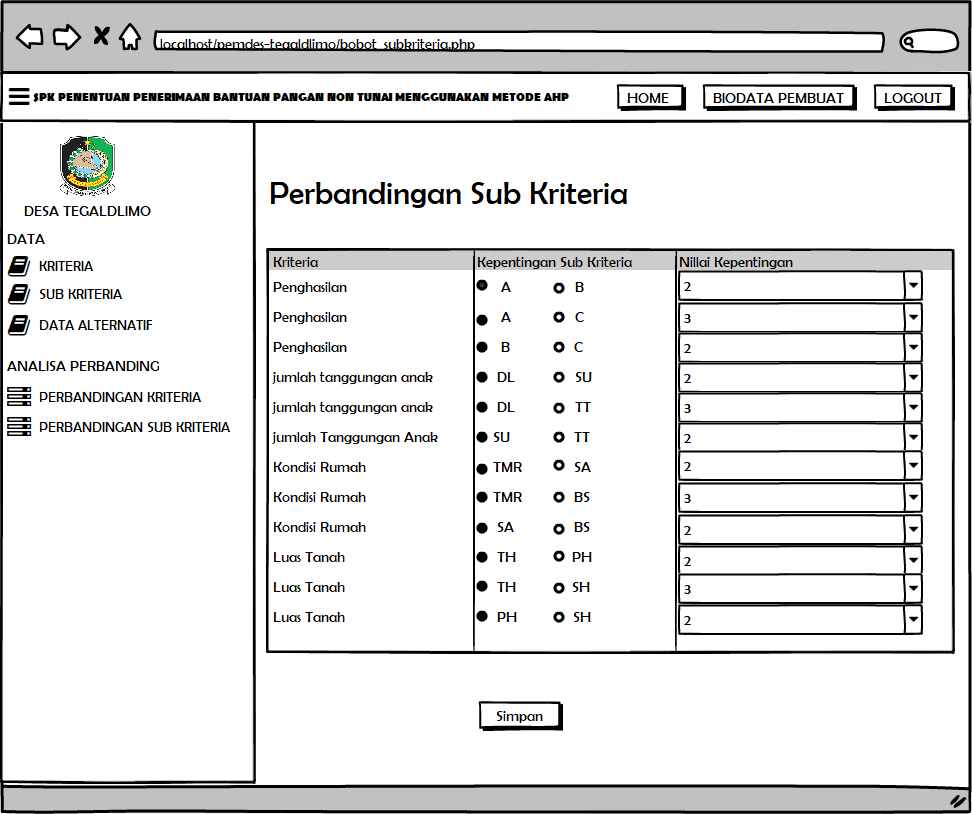 localhost/pemdes-tegaldlimo/bobot_subkriteria.php
SPK PENENTUAN PENERIMAAN BANTUAN PANGAN NON TUNAI MENGGUNAKAN METODE AHP
HOME
BIODATA PEMBUAT
LOGOUT
DESA TEGALDLIMO
DATA
KRITERIA
SUB KRITERIA
DATA ALTERNATIF
ANALISA PERBANDING
PERBANDINGAN KRITERIA
PERBANDINGAN SUB KRITERIA
Perbandingan Sub Kriteria
Kriteria Kepentingan Sub Kriteria Nillai Kepentingan
Penghasilan A B 2
Penghasilan A C 3
Penghasilan B C 2
jumlah tanggungan anak DL SU 2
jumlah tanggungan anak DL TT 3
jumlah Tanggungan Anak SU TT 2
Kondisi Rumah TMR SA 2
Kondisi Rumah TMR BS 3
Kondisi Rumah SA BS 2
Luas Tanah TH PH 2
Luas Tanah TH SH 3
Luas Tanah PH SH 2
Simpan